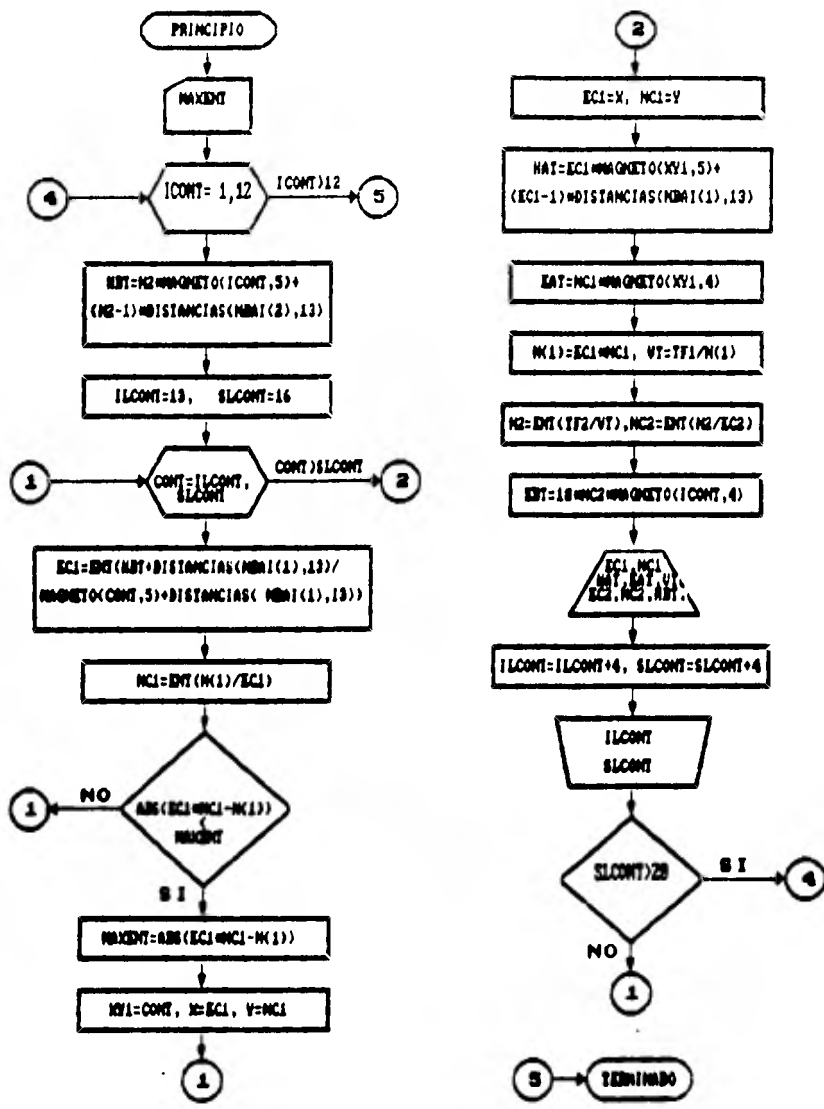 PRINCIPIO
MAXENT
4
ICONT= 1,12
ICONT>12
5
HBT=N2*MAGNETO(ICONT,5)+
(N2-1)*DISTANCIAS(MBAI(2),13)
ILCONT=13, SLCONT=16
1
CONT=ILCONT,
SLCONT
CONT>SLCONT
2
EC1=ENT(HBT+DISTANCIAS(MBAI(1),13)/
MAGNETO(CONT,5)+DISTANCIAS( MBAI(1),13))
NC1=ENT(N(1)/EC1)
1
NO
ABS(EC1*NC1-N(1))
<
MAXENT
SI
MAXENT=ABS(EC1*NC1-N(1))
XY1=CONT, X=EC1, Y=NC1
1
2
EC1=X, NC1=Y
HAT=EC1*MAGNETO(XY1,5)+
(EC1-1)*DISTANCIAS(MBAI(1),13)
EAT=NC1*MAGNETO(XY1,4)
N(1)=EC1*NC1, VT=TF1/N(1)
N2=ENT(TF2/VT),NC2=ENT(N2/EC2)
EBT=18*NC2*MAGNETO(ICONT,4)
EC1,NC1
HAT,EAT,VT,
EC2,NC2,
ILCONT=ILCONT+4, SLCONT=SLCONT+4
ILCONT
SLCONT
SLCONT>28
SI
4
NO
1
5
TERMINADO